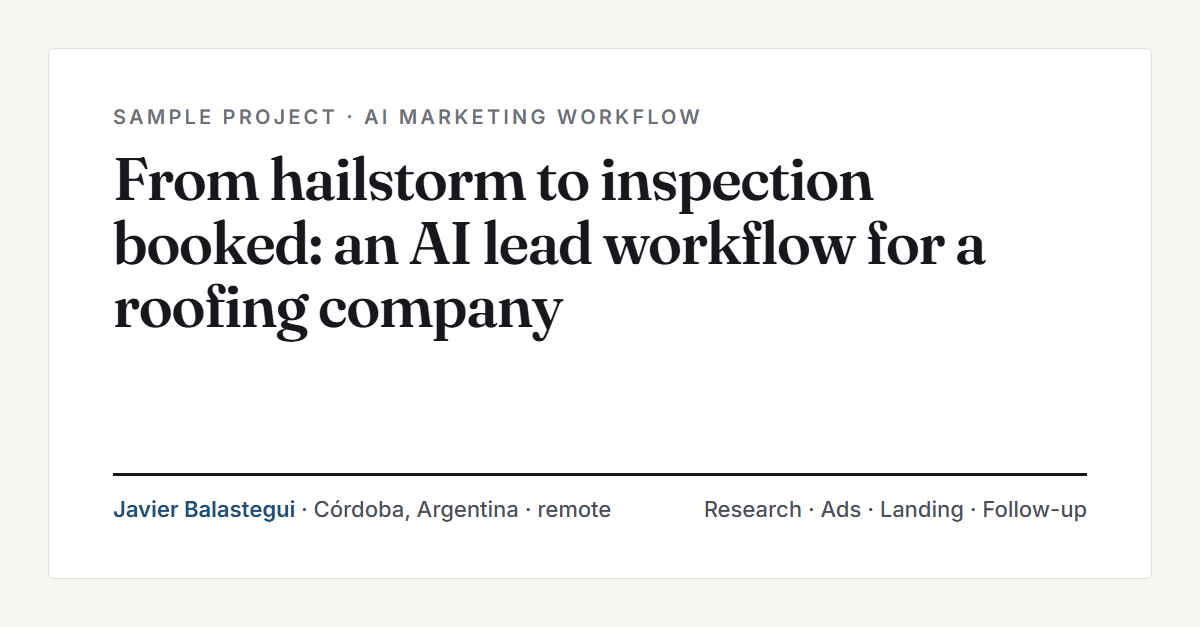 SAMPLE PROJECT · AI MARKETING WORKFLOW
From hailstorm to inspection
booked: an AI lead workflow for a
roofing company
Javier Balastegui · Córdoba, Argentina · remote
Research · Ads · Landing · Follow-up